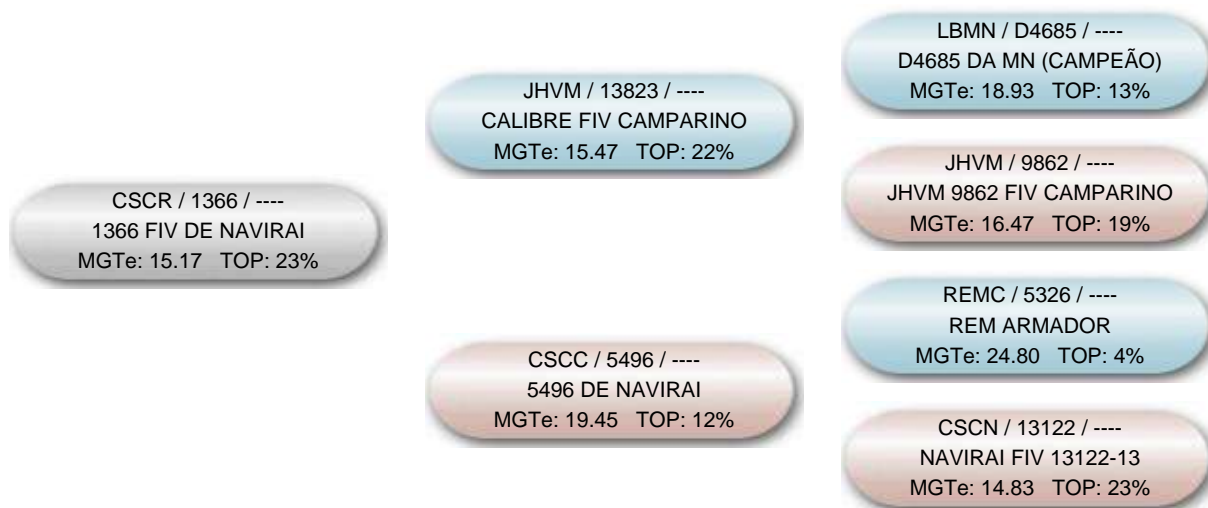 CSCR / 1366 / ----
1366 FIV DE NAVIRAI
MGTe: 15.17 TOP: 23%
JHVM / 13823 / ----
CALIBRE FIV CAMPARINO
MGTe: 15.47 TOP: 22%
CSCC / 5496 / ----
5496 DE NAVIRAI
MGTe: 19.45 TOP: 12%
LBMN / D4685 / ----
D4685 DA MN (CAMPEÃO)
MGTe: 18.93 TOP: 13%
JHVM / 9862 / ----
JHVM 9862 FIV CAMPARINO
MGTe: 16.47 TOP: 19%
REMC / 5326 / ----
REM ARMADOR
MGTe: 24.80 TOP: 4%
CSCN / 13122 / ----
NAVIRAI FIV 13122-13
MGTe: 14.83 TOP: 23%